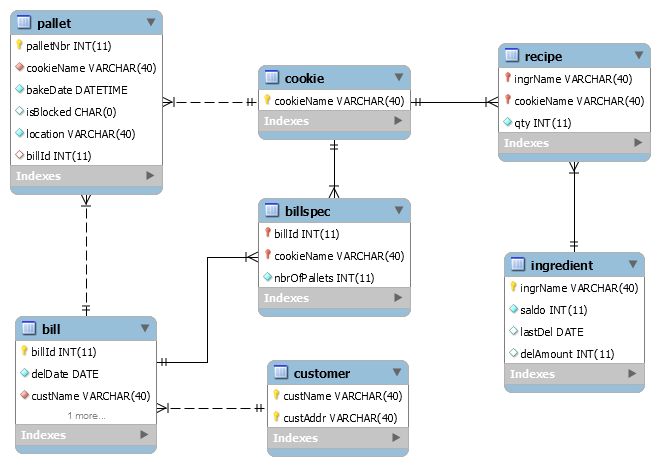 pallet
palletNbr INT(11)
cookieName VARCHAR(40)
bakeDate DATETIME
isBlocked CHAR(0)
location VARCHAR(40)
billId INT(11)
Indexes
cookie
cookieName VARCHAR(40)
Indexes
recipe
ingrName VARCHAR(40)
cookieName VARCHAR(40)
qty INT(11)
Indexes
billspec
billId INT(11)
cookieName VARCHAR(40)
nbrOfPallets INT(11)
Indexes
ingredient
ingrName VARCHAR(40)
saldo INT(11)
lastDel DATE
delAmount INT(11)
Indexes
bill
billId INT(11)
delDate DATE
custName VARCHAR(40)
1 more...
Indexes
customer
custName VARCHAR(40)
custAddr VARCHAR(40)
Indexes